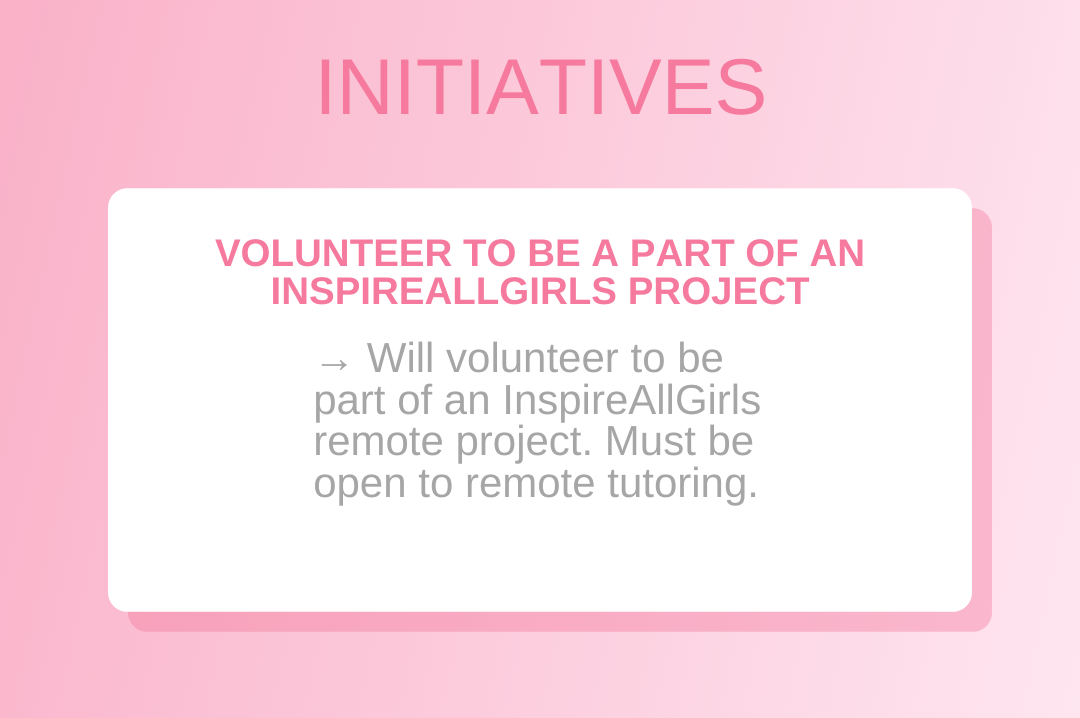 INITIATIVES
VOLUNTEER TO BE A PART OF AN
INSPIREALLGIRLS PROJECT
→ Will volunteer to be
part of an InspireAllGirls
remote project. Must be
open to remote tutoring.